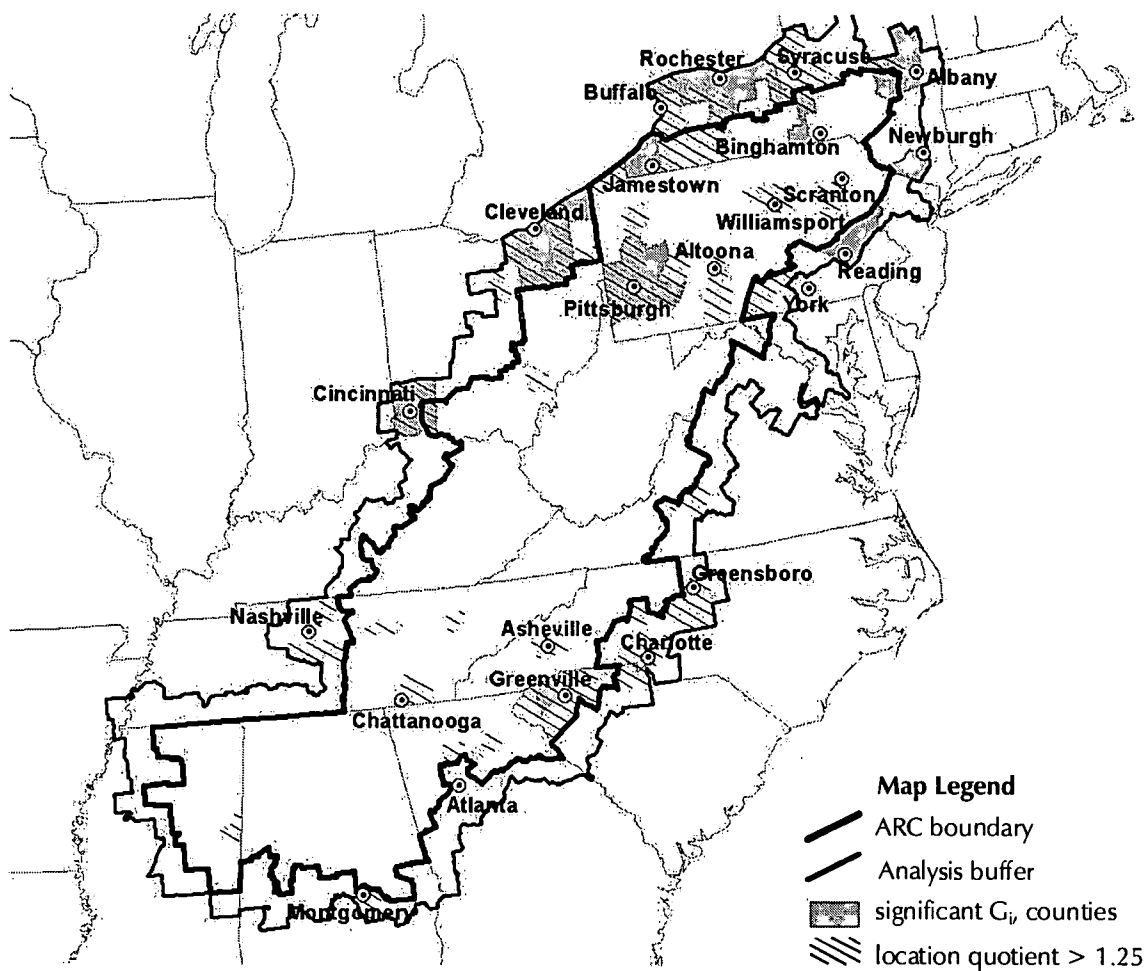 Rochester
Syracuse
Albany
Buffalo
Binghamton
Newburgh
Jamestown
Scranton
Williamsport
Cleveland
Altoona
Reading
Pittsburgh
York
Cincinnati
Greensboro
Nashville
Asheville
Charlotte
Greenville
Chattanooga
Atlanta
Montgomery
Map Legend
ARC boundary
Analysis buffer
significant Gi, counties
location quotient > 1.25